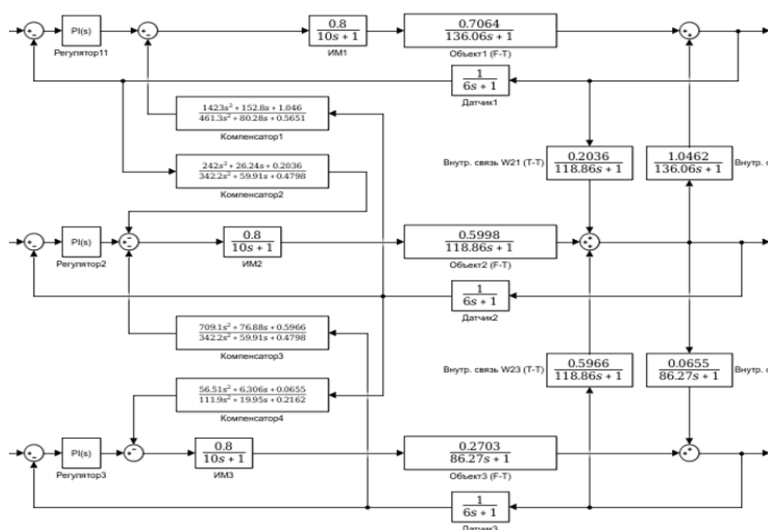 0.8
10s + 1
ИМ1
0.7064
136.06s + 1
Объект1 (F-T)
PI(s)
Регулятор11
1
6s + 1
Датчик1
1423s² + 152.8s + 1.046
461.3s² + 80.28s + 0.5651
Компенсатор1
Внутр. связь W21 (T-T)
0.2036
118.86s + 1
1.0462
136.06s + 1
Внутр.
242s² + 26.24s + 0.2036
342.2s² + 59.91s + 0.4798
Компенсатор2
PI(s)
Регулятор2
0.8
10s + 1
ИМ2
0.5998
118.86s + 1
Объект2 (F-T)
1
6s + 1
Датчик2
709.1s² + 76.88s + 0.5966
342.2s² + 59.91s + 0.4798
Компенсатор3
Внутр. связь W23 (T-T)
0.5966
118.86s + 1
0.0655
86.27s + 1
Внутр.
56.51s² + 6.306s + 0.0655
111.9s² + 19.95s + 0.2162
Компенсатор4
PI(s)
Регулятор3
0.8
10s + 1
ИМ3
0.2703
86.27s + 1
Объект3 (F-T)
1
6s + 1
Датчик3